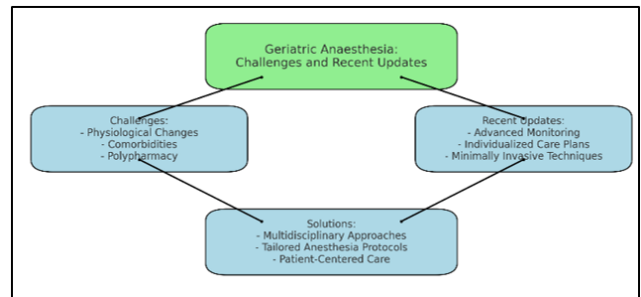 Geriatric Anaesthesia:
Challenges and Recent Updates
Challenges:
- Physiological Changes
- Comorbidities
- Polypharmacy
Recent Updates:
- Advanced Monitoring
- Individualized Care Plans
- Minimally Invasive Techniques
Solutions:
- Multidisciplinary Approaches
- Tailored Anesthesia Protocols
- Patient-Centered Care